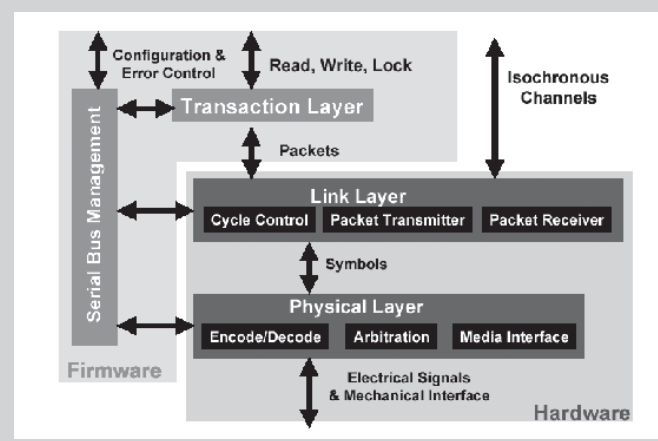 Configuration &
Error Control
Read, Write, Lock
Isochronous
Channels
Transaction Layer
Serial Bus Management
Packets
Link Layer
Cycle Control
Packet Transmitter
Packet Receiver
Symbols
Physical Layer
Encode/Decode
Arbitration
Media Interface
Firmware
Electrical Signals
& Mechanical Interface
Hardware